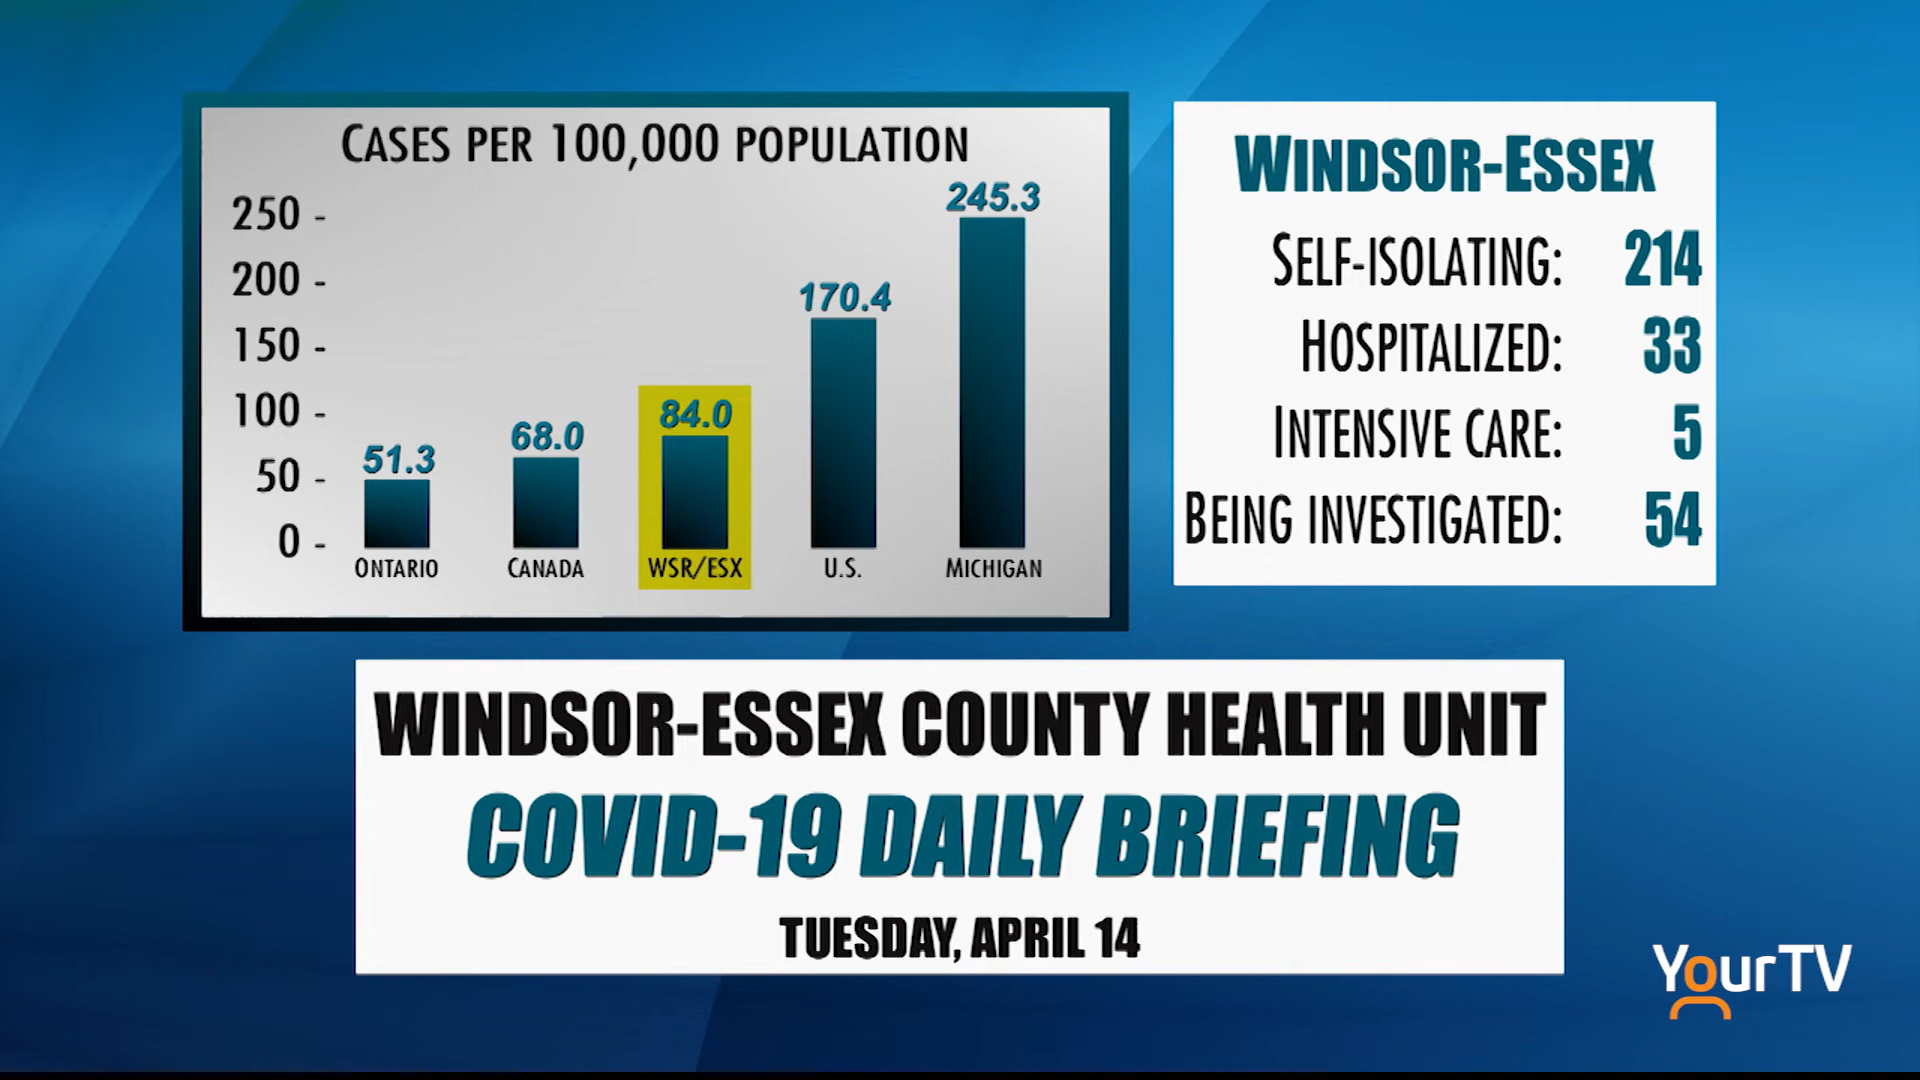 CASES PER 100,000 POPULATION
250 -
200 -
150 -
100 -
50 -
0 -
51.3
68.0
84.0
170.4
245.3
ONTARIO
CANADA
WSR/ESX
U.S.
MICHIGAN
WINDSOR-ESSEX
SELF-ISOLATING: 214
HOSPITALIZED: 33
INTENSIVE CARE: 5
BEING INVESTIGATED: 54
WINDSOR-ESSEX COUNTY HEALTH UNIT
COVID-19 DAILY BRIEFING
TUESDAY, APRIL 14
YourTV